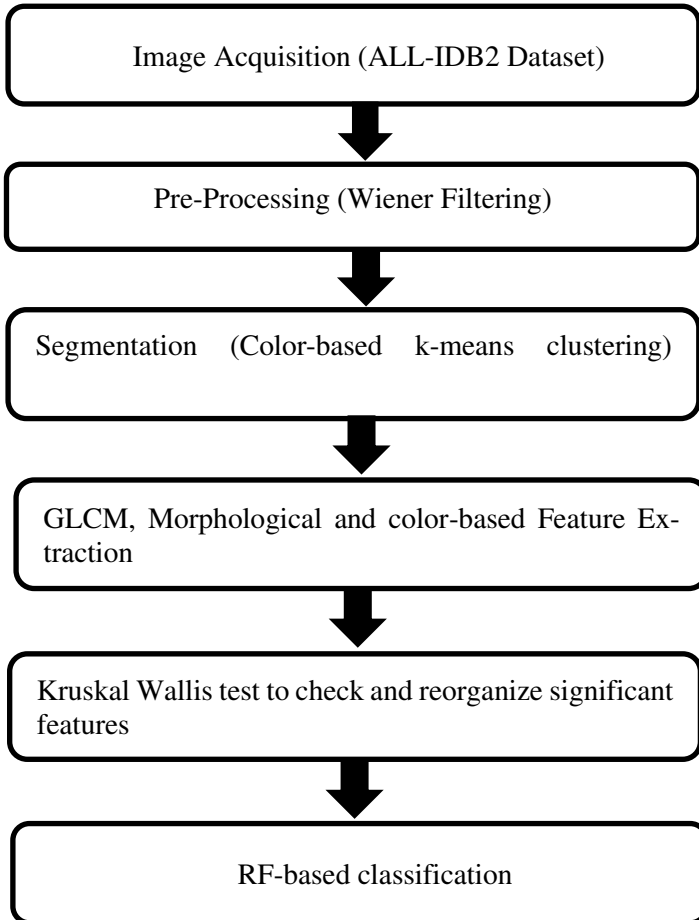 Image Acquisition (ALL-IDB2 Dataset)
Pre-Processing (Wiener Filtering)
Segmentation (Color-based k-means clustering)
GLCM, Morphological and color-based Feature Ex-
traction
Kruskal Wallis test to check and reorganize significant
features
RF-based classification